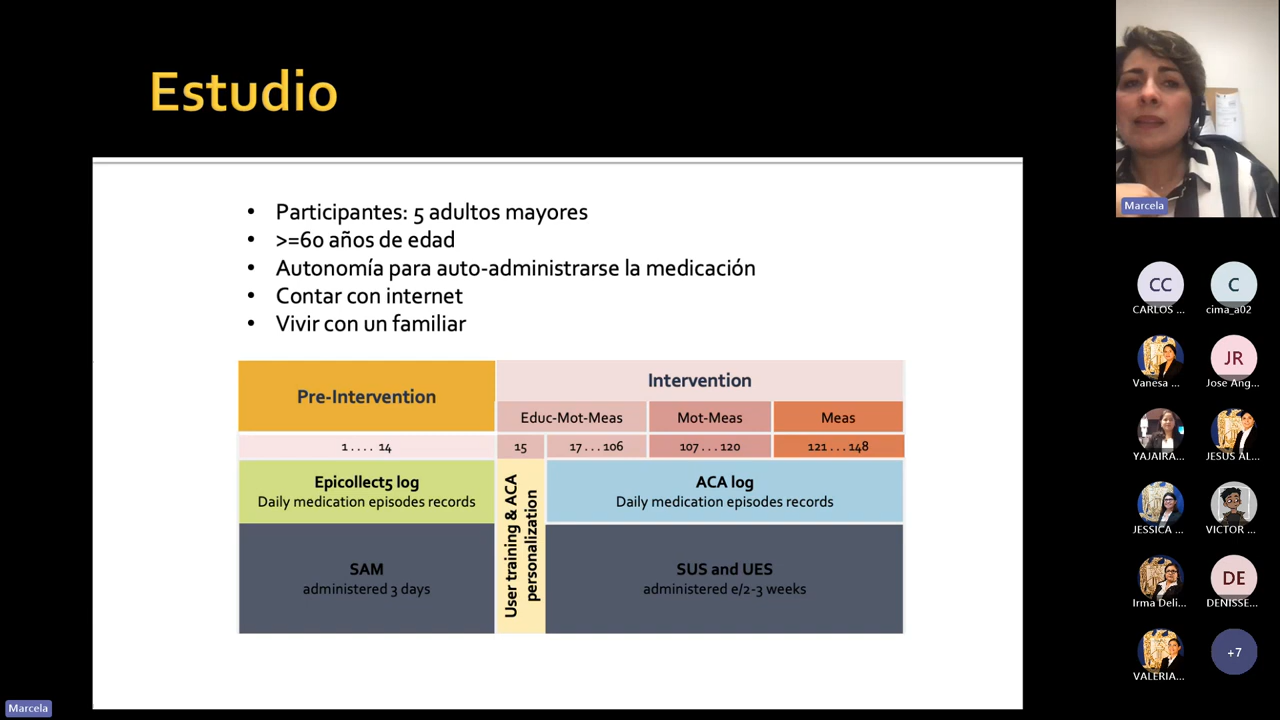 Estudio
• Participantes: 5 adultos mayores
• >=60 años de edad
• Autonomía para auto-administrarse la medicación
• Contar con internet
• Vivir con un familiar
Pre-Intervention
Intervention
Educ-Mot-Meas
Mot-Meas
Meas
1 . . . . 14
15
17 . . . 106
107 . . . 120
121 . . . 148
Epicollect5 log
Daily medication episodes records
User training & ACA
personalization
ACA log
Daily medication episodes records
SAM
administered 3 days
SUS and UES
administered e/2-3 weeks
Marcela
CC
CARLOS ...
C
cima_a02
Vanesa ...
JR
Jose Ang...
YAJAIRA...
JESUS AL...
JESSICA ...
VICTOR ...
Irma Deli...
DE
DENISSE...
VALERIA...
+7
Marcela